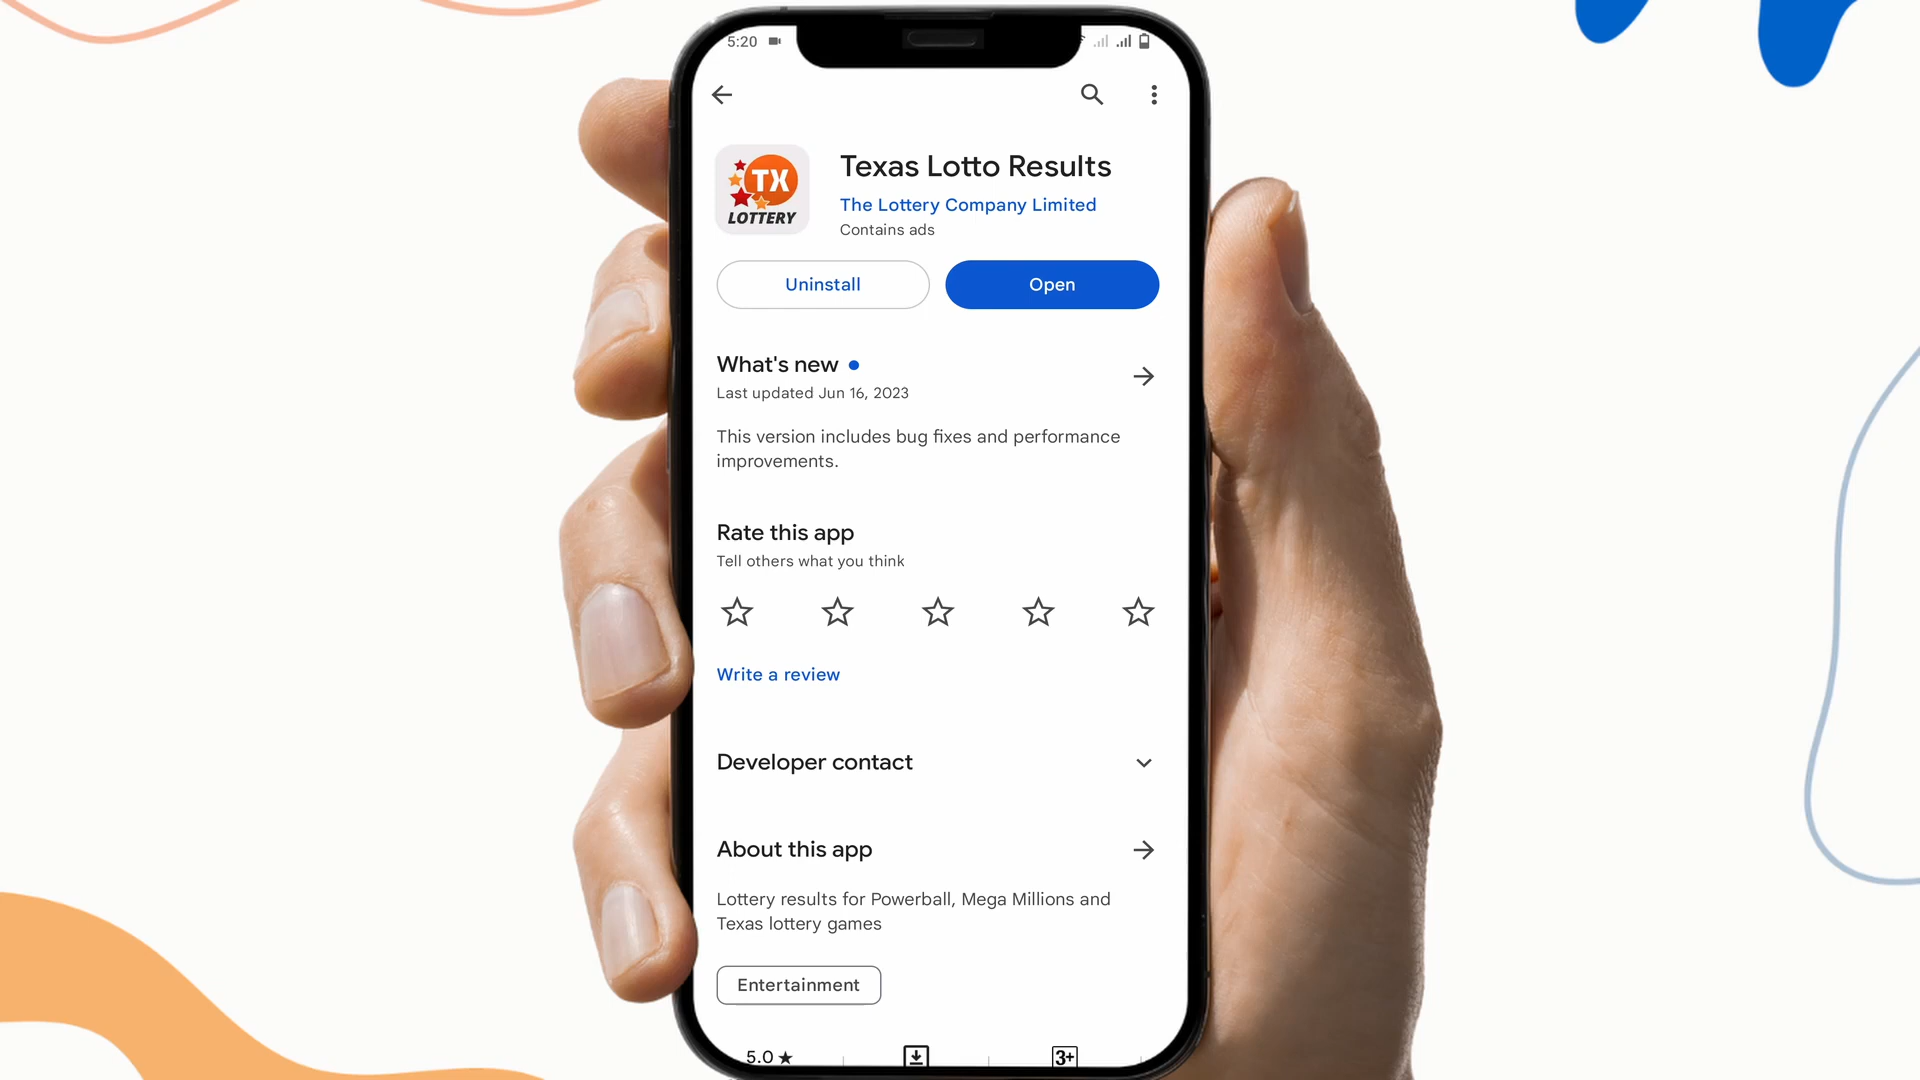 5:20
TX
LOTTERY
Texas Lotto Results
The Lottery Company Limited
Contains ads
Uninstall
Open
What's new
Last updated Jun 16, 2023
This version includes bug fixes and performance
improvements.
Rate this app
Tell others what you think
Write a review
Developer contact
About this app
Lottery results for Powerball, Mega Millions and
Texas lottery games
Entertainment
5.0 ★
3+